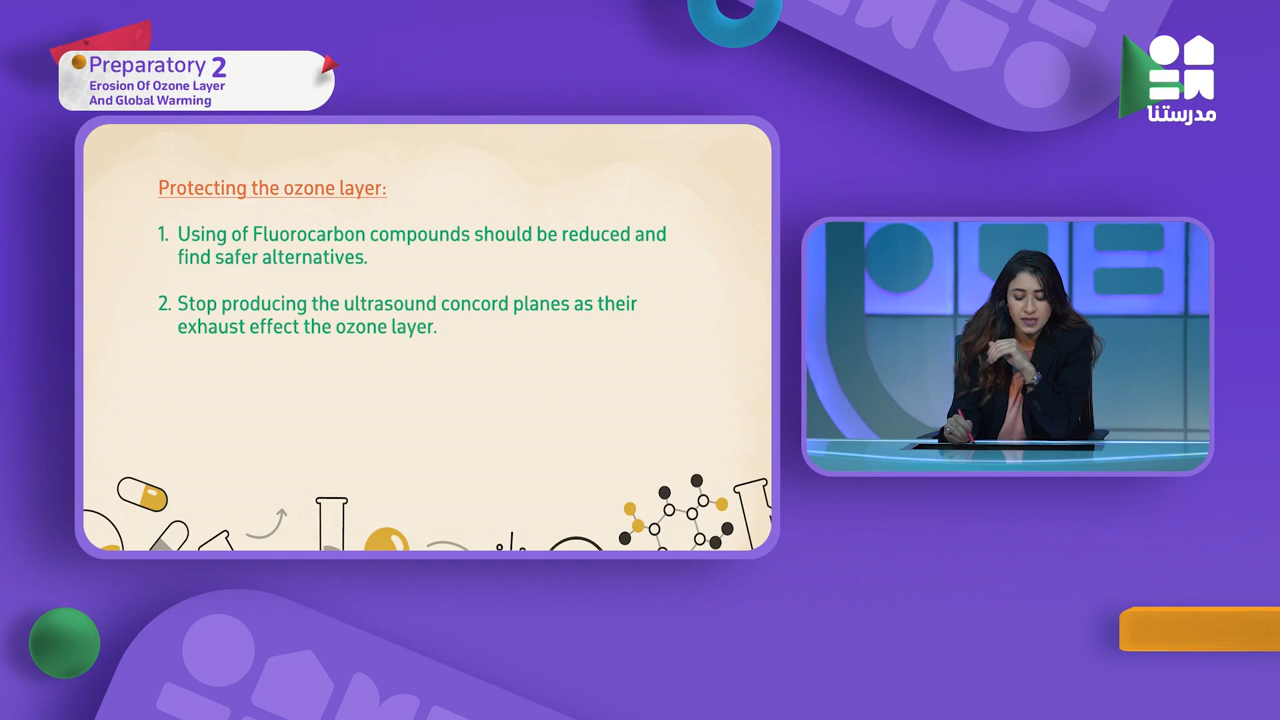 Preparatory 2
Erosion Of Ozone Layer
And Global Warming
مدرستنا
Protecting the ozone layer:
1. Using of Fluorocarbon compounds should be reduced and
find safer alternatives.
2. Stop producing the ultrasound concord planes as their
exhaust effect the ozone layer.